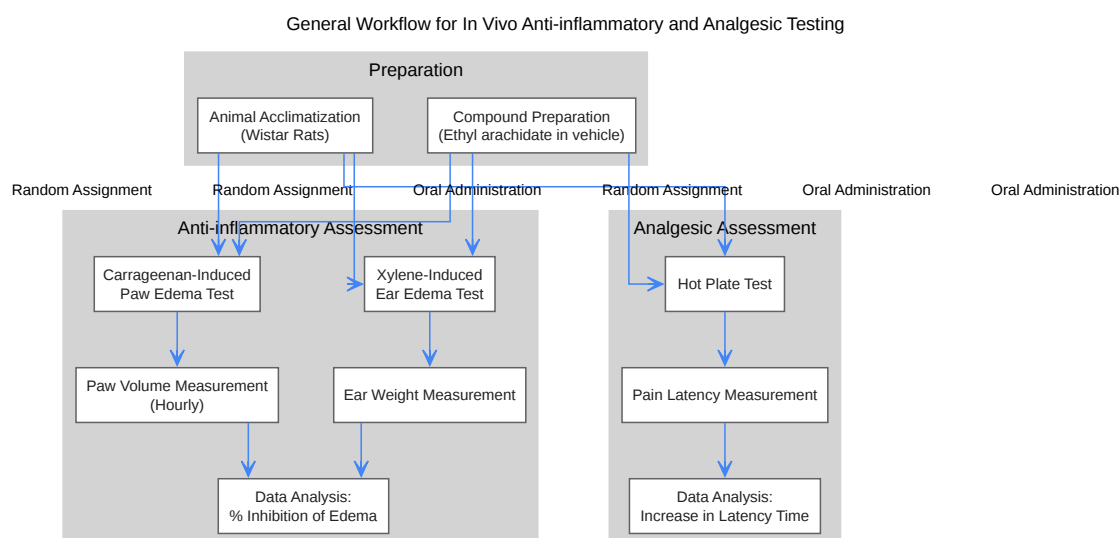 General Workflow for In Vivo Anti-inflammatory and Analgesic Testing
Preparation
Animal Acclimatization
(Wistar Rats)
Compound Preparation
(Ethyl arachidate in vehicle)
Random Assignment
Random Assignment
Oral Administration
Random Assignment
Oral Administration
Oral Administration
Anti-inflammatory Assessment
Analgesic Assessment
Carrageenan-Induced
Paw Edema Test
Xylene-Induced
Ear Edema Test
Hot Plate Test
Paw Volume Measurement
(Hourly)
Ear Weight Measurement
Pain Latency Measurement
Data Analysis:
% Inhibition of Edema
Data Analysis:
Increase in Latency Time